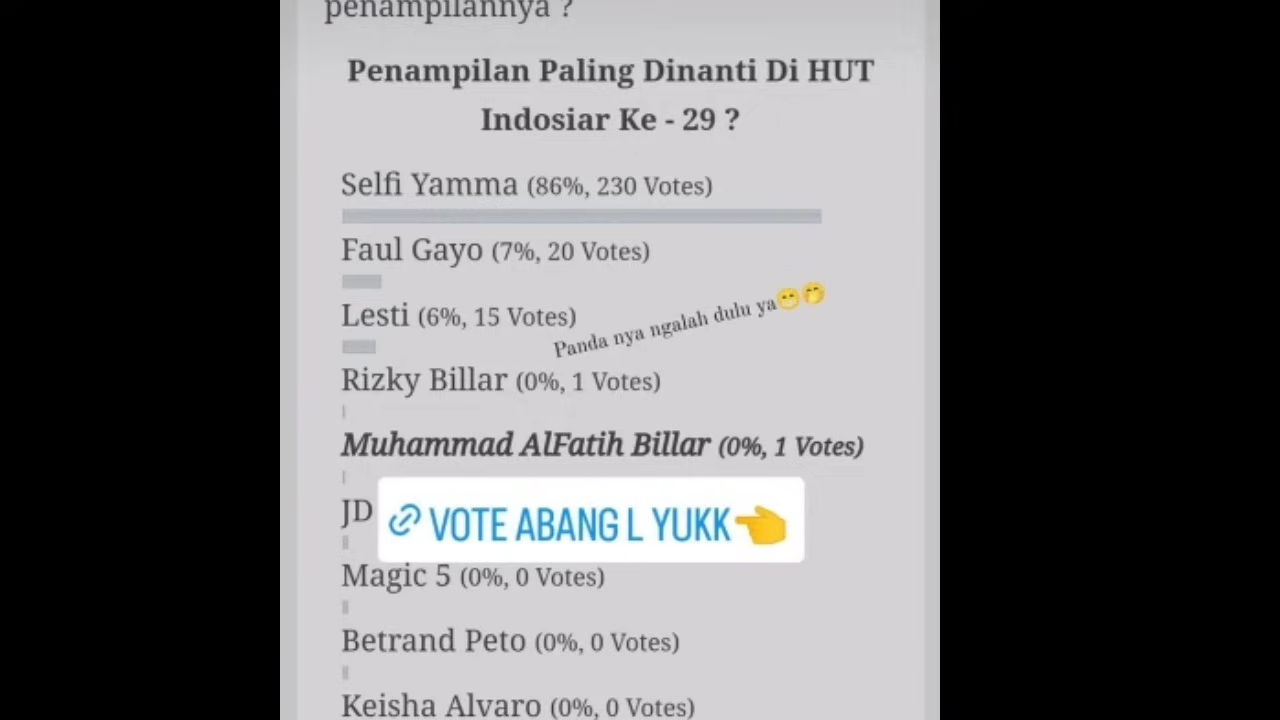 penampilannya ?
Penampilan Paling Dinanti Di HUT
Indosiar Ke - 29 ?
Selfi Yamma (86%, 230 Votes)
Faul Gayo (7%, 20 Votes)
Lesti (6%, 15 Votes)
Panda nya ngalah dulu ya😁🤭
Rizky Billar (0%, 1 Votes)
Muhammad AlFatih Billar (0%, 1 Votes)
JD
VOTE ABANG L YUKK👈
Magic 5 (0%, 0 Votes)
Betrand Peto (0%, 0 Votes)
Keisha Alvaro (0%, 0 Votes)